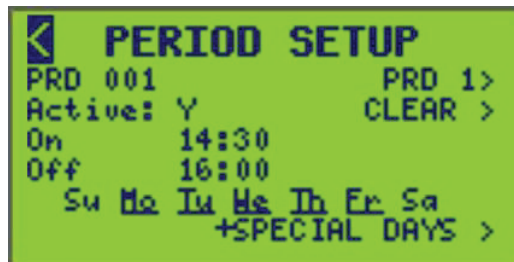 < PERIOD SETUP
PRD 001 PRD 1>
Active: Y CLEAR >
On 14:30
Off 16:00
Su Mo Tu We Th Fr Sa
+SPECIAL DAYS >